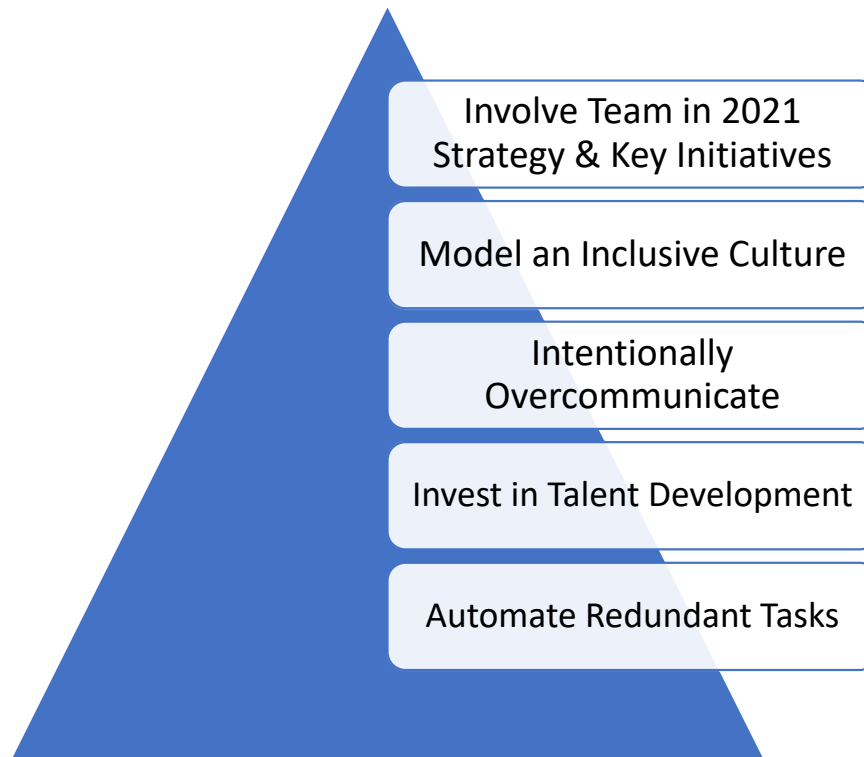 Involve Team in 2021
Strategy & Key Initiatives
Model an Inclusive Culture
Intentionally
Overcommunicate
Invest in Talent Development
Automate Redundant Tasks